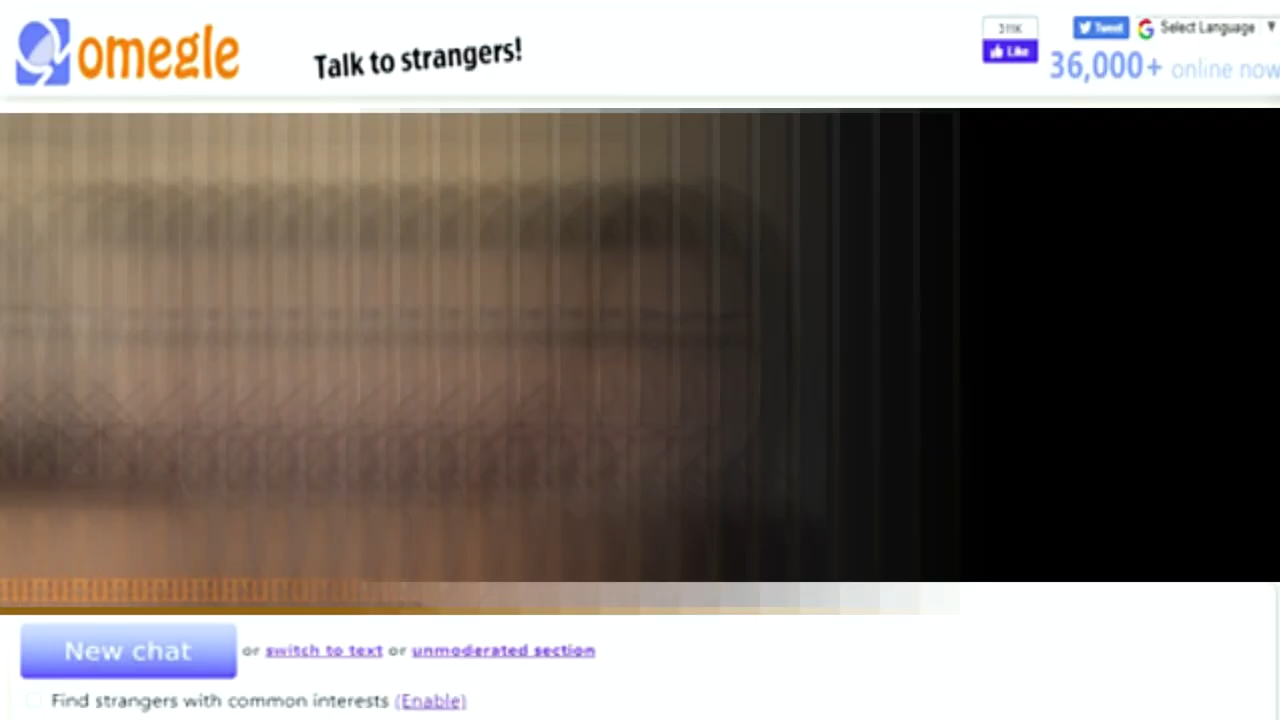 omegle
Talk to strangers!
311K
Like
Tweet
Select Language ▼
36,000+ online now
New chat or switch to text or unmoderated section
Find strangers with common interests (Enable)